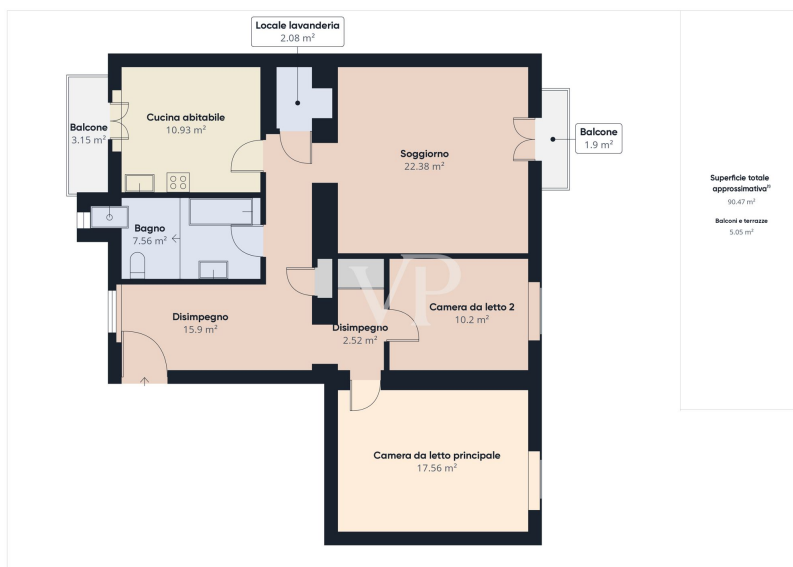 Locale lavanderia
2.08 m²
Cucina abitabile
10.93 m²
Balcone
3.15 m²
Soggiorno
22.38 m²
Balcone
1.9 m²
Bagno
7.56 m²
Disimpegno
15.9 m²
Disimpegno
2.52 m²
Camera da letto 2
10.2 m²
Camera da letto principale
17.56 m²
VP
Superficie totale
approssimativa⁽¹⁾
90.47 m²
Balconi e terrazze
5.05 m²